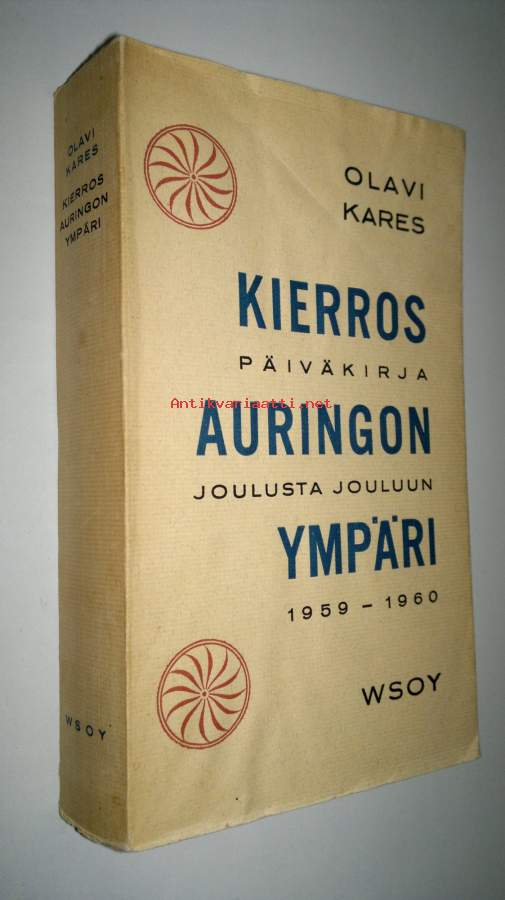 OLAVI
KARES
KIERROS
AURINGON
YMPÄRI
WSOY
OLAVI
KARES
KIERROS
PÄIVÄKIRJA
Antikvariaatti.net
AURINGON
JOULUSTA JOULUUN
YMPÄRI
1959 - 1960
WSOY